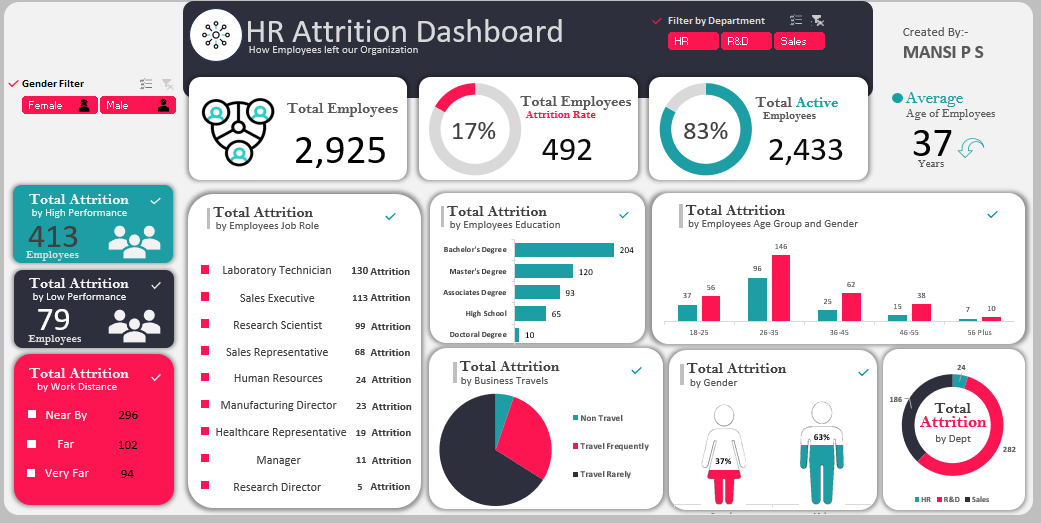 HR Attrition Dashboard
How Employees left our Organization
Filter by Department
HR
R&D
Sales
Created By:-
MANSI P S
Gender Filter
Female
Male
Total Employees
2,925
17%
Total Employees
Attrition Rate
492
83%
Total Active
Employees
2,433
Average
Age of Employees
37
Years
Total Attrition
by High Performance
413
Employees
Total Attrition
by Low Performance
79
Employees
Total Attrition
by Work Distance
Near By 296
Far 102
Very Far 94
Total Attrition
by Employees Job Role
Laboratory Technician 130 Attrition
Sales Executive 113 Attrition
Research Scientist 99 Attrition
Sales Representative 68 Attrition
Human Resources 24 Attrition
Manufacturing Director 23 Attrition
Healthcare Representative 19 Attrition
Manager 11 Attrition
Research Director 5 Attrition
Total Attrition
by Employees Education
Bachelor's Degree 204
Master's Degree 120
Associates Degree 93
High School 65
Doctoral Degree 10
Total Attrition
by Employees Age Group and Gender
37 56 96 146 25 62 15 38 7 10
18-25 26-35 36-45 46-55 56 Plus
Total Attrition
by Business Travels
Non Travel
Travel Frequently
Travel Rarely
Total Attrition
by Gender
37%
63%
24
186
282
Total
Attrition
by Dept
HR R&D Sales